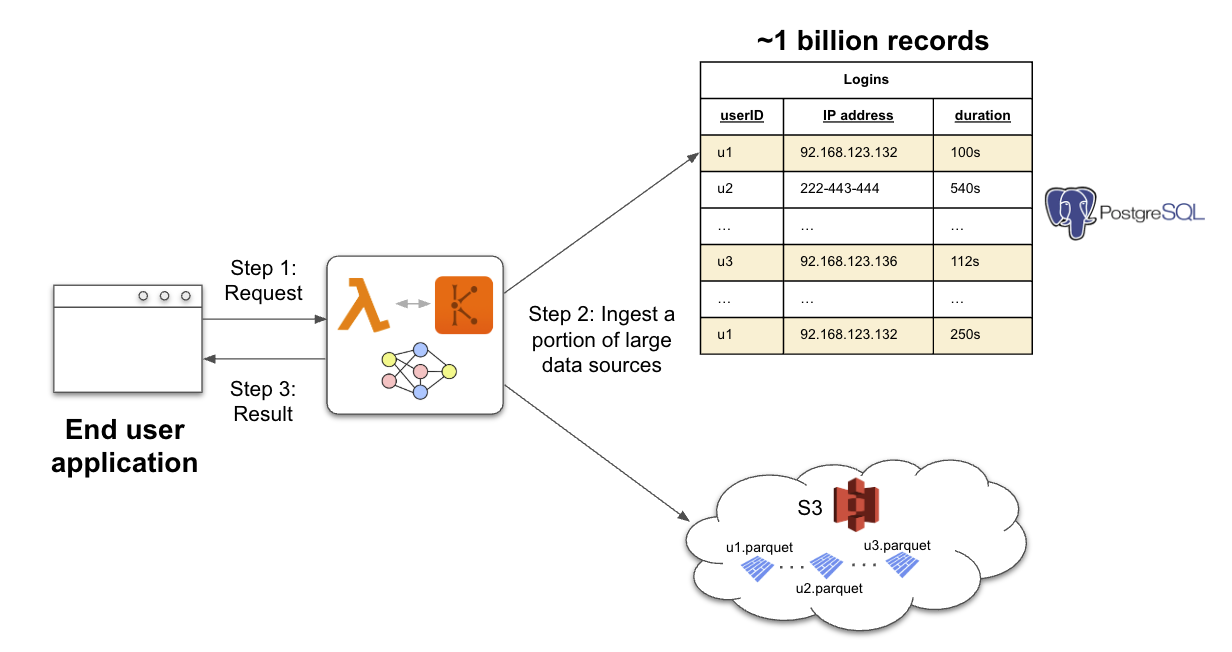 ~1 billion records
Logins
userID IP address duration
u1 92.168.123.132 100s
u2 222-443-444 540s
... ... ...
u3 92.168.123.136 112s
... ... ...
u1 92.168.123.132 250s
PostgreSQL
Step 1:
Request
Step 3:
Result
End user
application
Step 2: Ingest a
portion of large
data sources
S3
u1.parquet
...
u2.parquet
...
u3.parquet